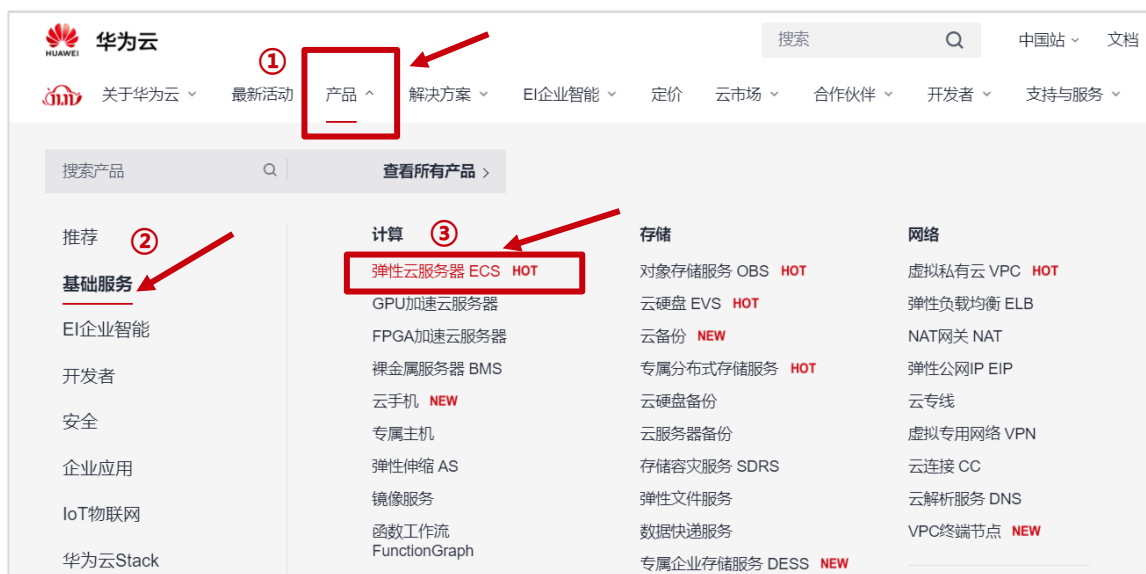 HUAWEI 华为云 搜索 中国站 文档
①
11.11 关于华为云 最新活动 产品 解决方案 EI企业智能 定价 云市场 合作伙伴 开发者 支持与服务
搜索产品 查看所有产品
推荐
②
基础服务
EI企业智能
开发者
安全
企业应用
IoT物联网
华为云Stack
计算 ③
弹性云服务器 ECS HOT
GPU加速云服务器
FPGA加速云服务器
裸金属服务器 BMS
云手机 NEW
专属主机
弹性伸缩 AS
镜像服务
函数工作流
FunctionGraph
存储
对象存储服务 OBS HOT
云硬盘 EVS HOT
云备份 NEW
专属分布式存储服务 HOT
云硬盘备份
云服务器备份
存储容灾服务 SDRS
弹性文件服务
数据快递服务
专属企业存储服务 DESS NEW
网络
虚拟私有云 VPC HOT
弹性负载均衡 ELB
NAT网关 NAT
弹性公网IP EIP
云专线
虚拟专用网络 VPN
云连接 CC
云解析服务 DNS
VPC终端节点 NEW